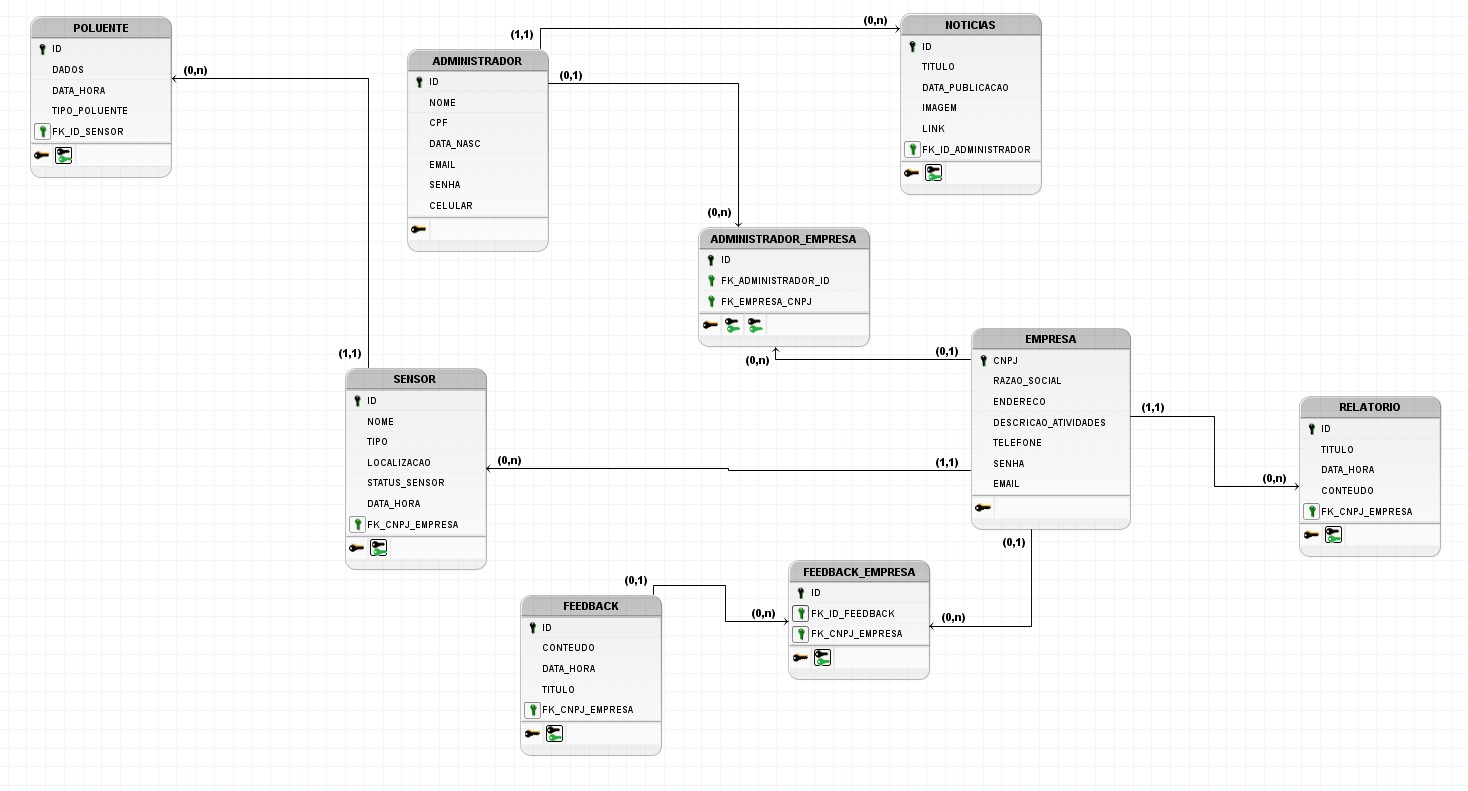 POLUENTE
ID
DADOS
DATA_HORA
TIPO_POLUENTE
FK_ID_SENSOR
(0,n)
(1,1)
ADMINISTRADOR
ID
NOME
CPF
DATA_NASC
EMAIL
SENHA
CELULAR
(1,1)
(0,n)
(0,1)
(0,n)
NOTICIAS
ID
TITULO
DATA_PUBLICACAO
IMAGEM
LINK
FK_ID_ADMINISTRADOR
ADMINISTRADOR_EMPRESA
ID
FK_ADMINISTRADOR_ID
FK_EMPRESA_CNPJ
(0,n)
(0,1)
SENSOR
ID
NOME
TIPO
LOCALIZACAO
STATUS_SENSOR
DATA_HORA
FK_CNPJ_EMPRESA
(0,n)
(1,1)
EMPRESA
CNPJ
RAZAO_SOCIAL
ENDERECO
DESCRICAO_ATIVIDADES
TELEFONE
SENHA
EMAIL
(1,1)
(0,n)
RELATORIO
ID
TITULO
DATA_HORA
CONTEUDO
FK_CNPJ_EMPRESA
(0,1)
(0,n)
FEEDBACK_EMPRESA
ID
FK_ID_FEEDBACK
FK_CNPJ_EMPRESA
(0,1)
(0,n)
FEEDBACK
ID
CONTEUDO
DATA_HORA
TITULO
FK_CNPJ_EMPRESA